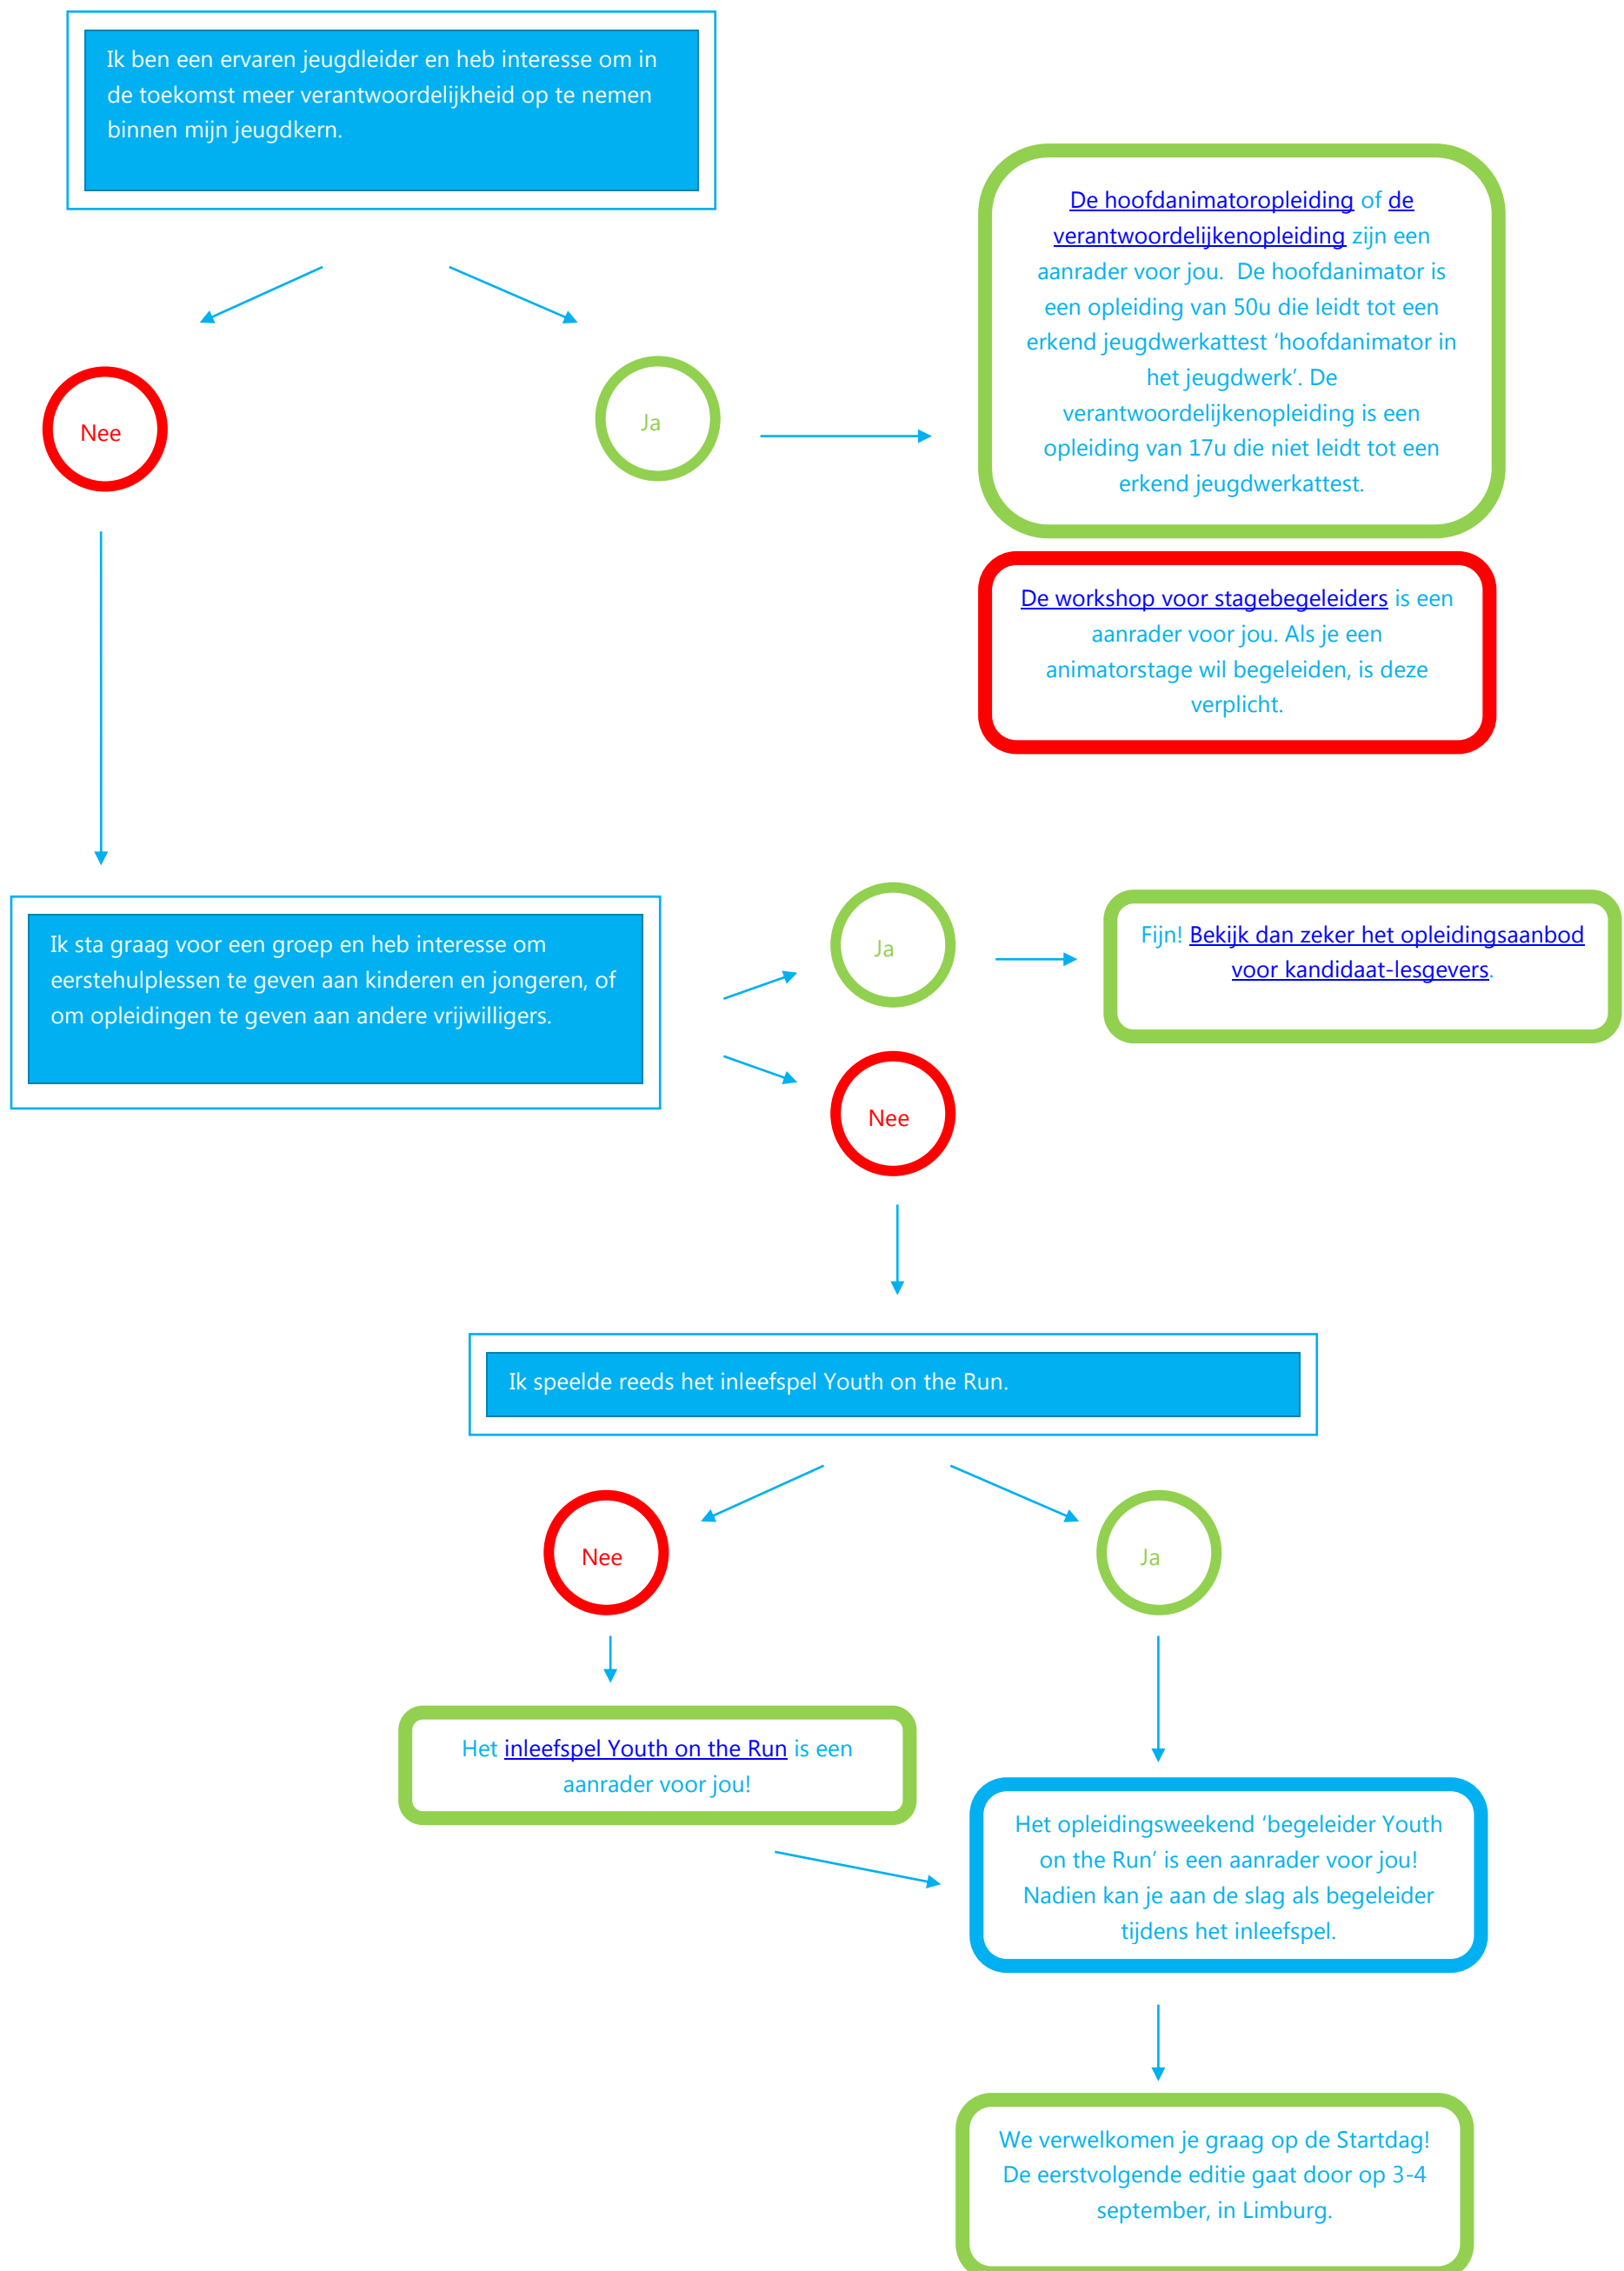 Ik ben een ervaren jeugdleider en heb interesse om in
de toekomst meer verantwoordelijkheid op te nemen
binnen mijn jeugdkern.
De hoofdanimatoropleiding of de
verantwoordelijkenopleiding zijn een
aanrader voor jou.  De hoofdanimator is
een opleiding van 50u die leidt tot een
erkend jeugdwerkattest ‘hoofdanimator in
het jeugdwerk’. De
verantwoordelijkenopleiding is een
opleiding van 17u die niet leidt tot een
erkend jeugdwerkattest.
Nee
Ja
De workshop voor stagebegeleiders is een
aanrader voor jou. Als je een
animatorstage wil begeleiden, is deze
verplicht.
Ik sta graag voor een groep en heb interesse om
eerstehulplessen te geven aan kinderen en jongeren, of
om opleidingen te geven aan andere vrijwilligers.
Ja
Fijn! Bekijk dan zeker het opleidingsaanbod
voor kandidaat-lesgevers.
Nee
Ik speelde reeds het inleefspel Youth on the Run.
Nee
Ja
Het inleefspel Youth on the Run is een
aanrader voor jou!
Het opleidingsweekend ‘begeleider Youth
on the Run’ is een aanrader voor jou!
Nadien kan je aan de slag als begeleider
tijdens het inleefspel.
We verwelkomen je graag op de Startdag!
De eerstvolgende editie gaat door op 3-4
september, in Limburg.